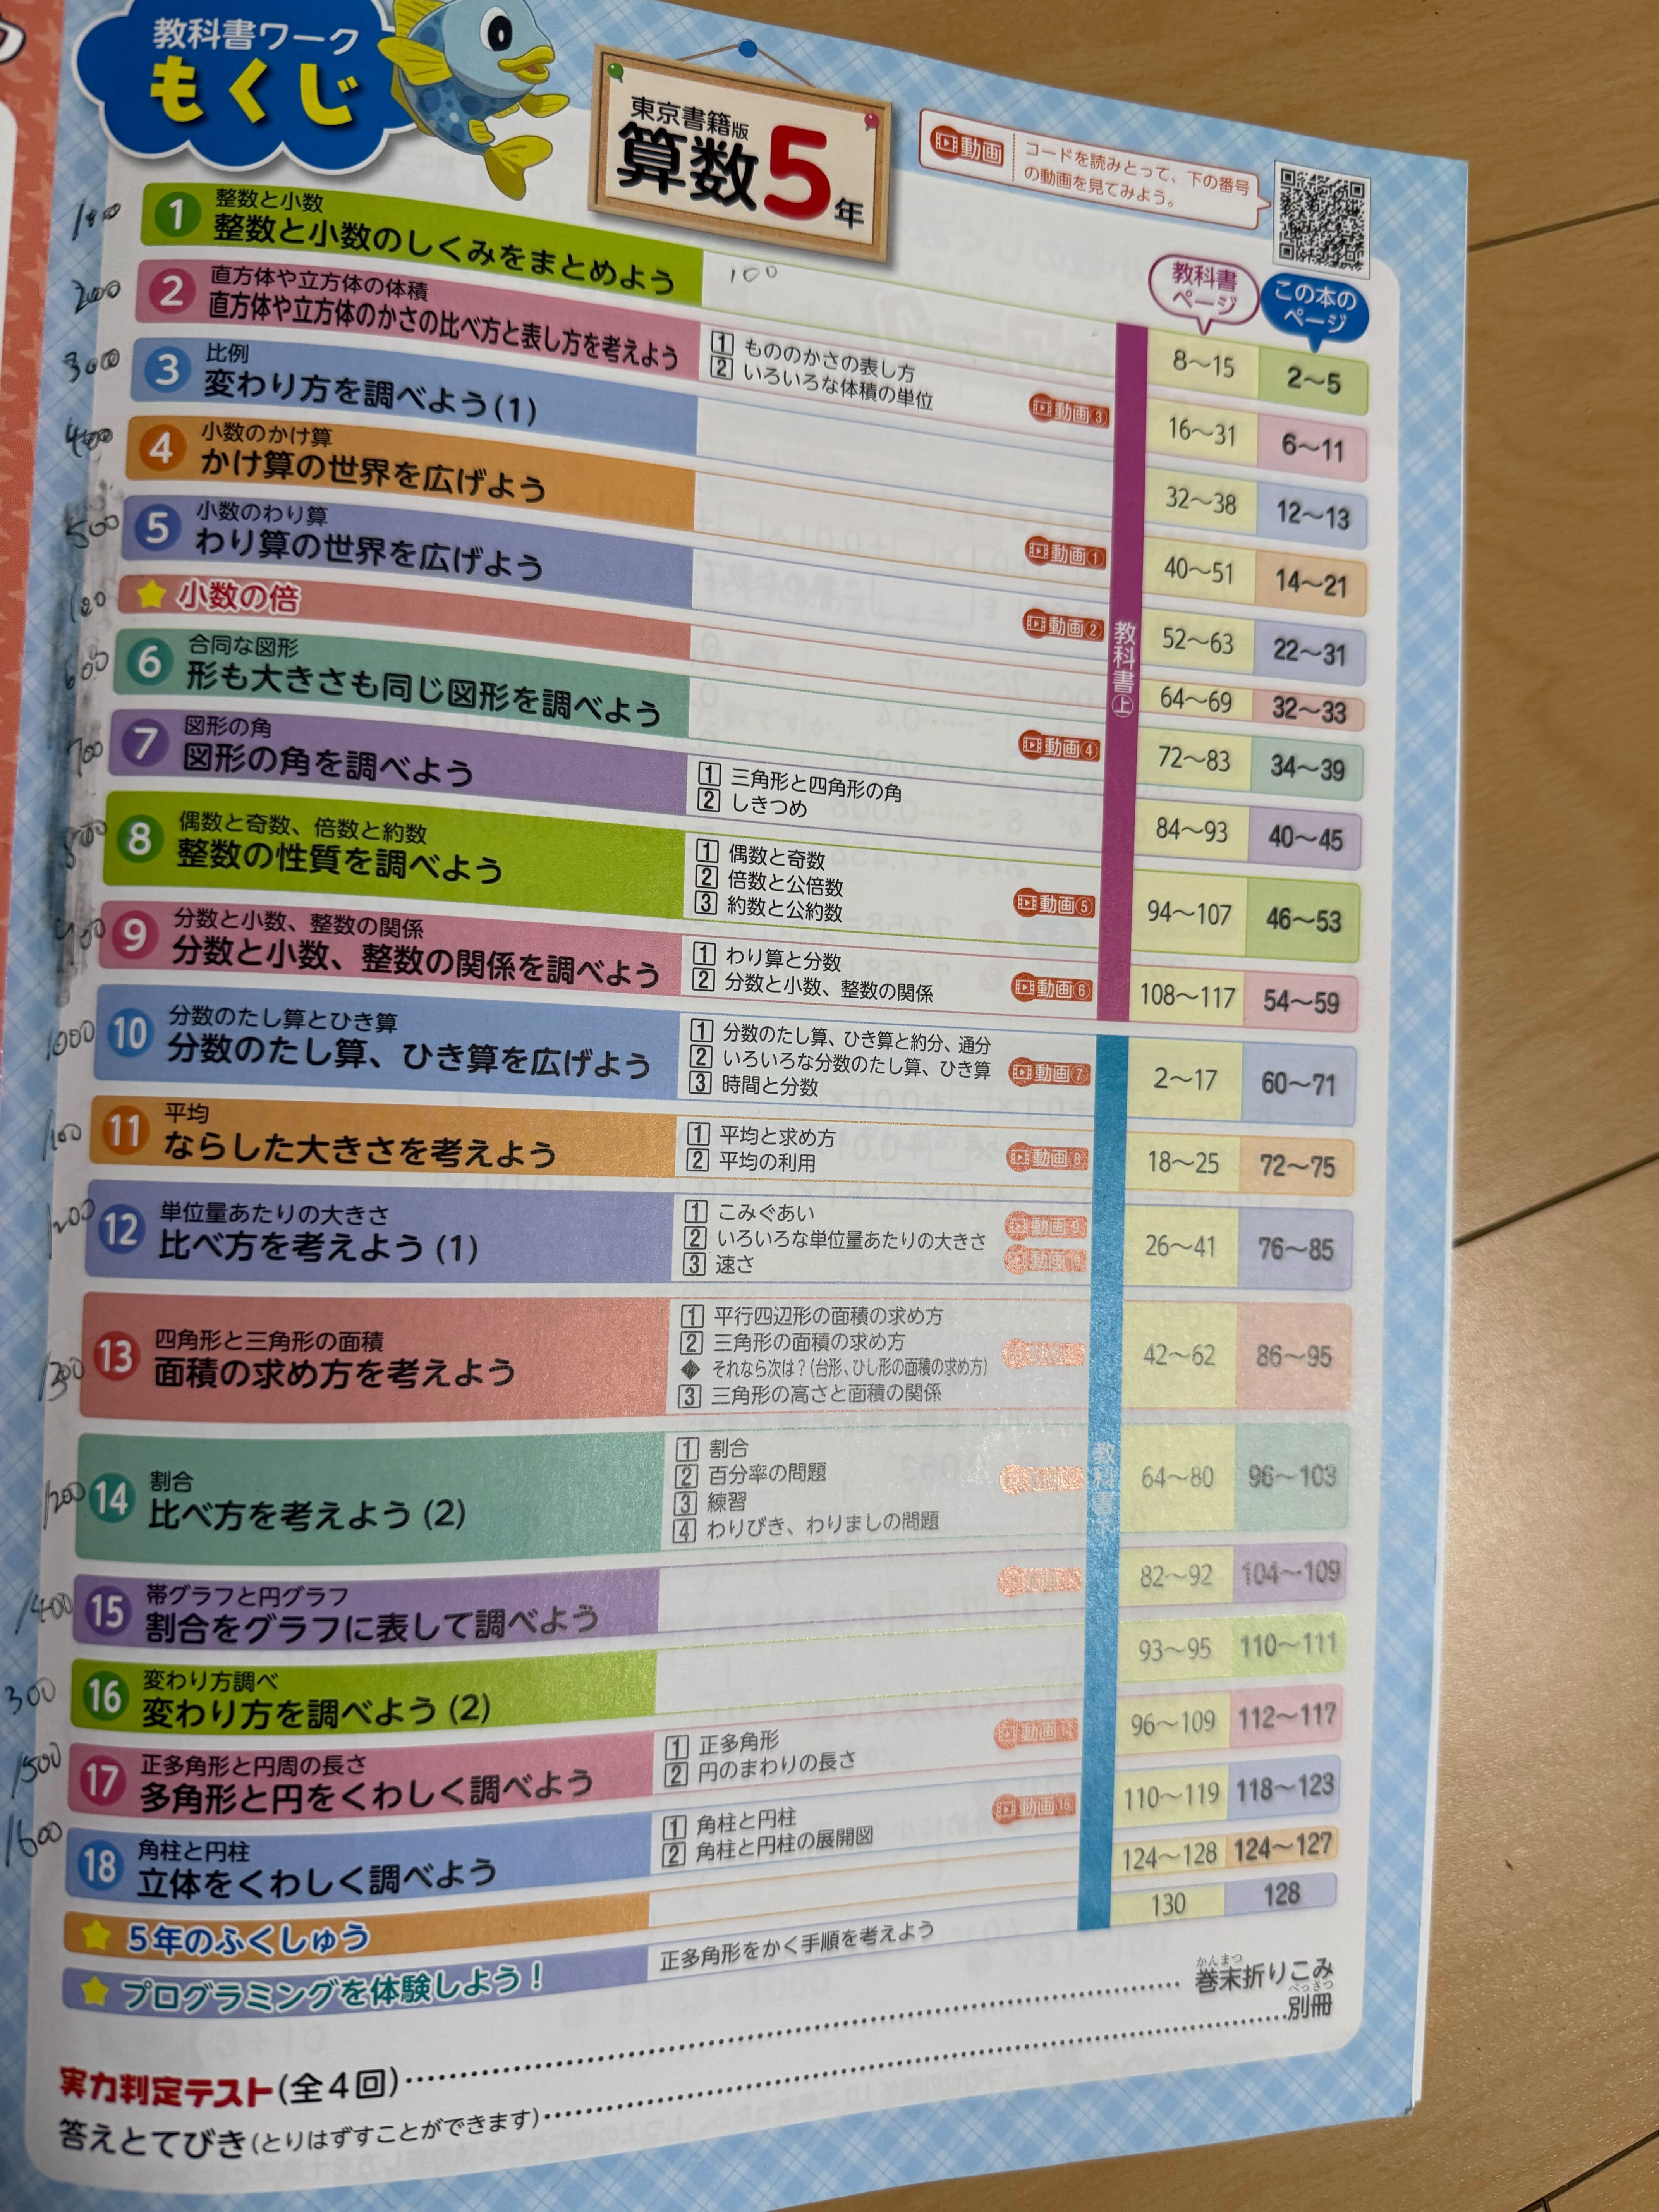 教科書ワーク
もくじ
東京書籍版
算数5年
動画
コードを読みとって、下の番号
の動画を見てみよう。
教科書
ページ
この本の
ページ
100
1
整数と小数
整数と小数のしくみをまとめよう
100
8〜15 2〜5
200
2
直方体や立方体の体積
直方体や立方体のかさの比べ方と表し方を考えよう
1 もののかさの表し方
2 いろいろな体積の単位
動画③
16〜31 6〜11
3
比例
変わり方を調べよう(1)
32〜38 12〜13
400
4
小数のかけ算
かけ算の世界を広げよう
動画①
40〜51 14〜21
500
5
小数のわり算
わり算の世界を広げよう
動画②
52〜63 22〜31
小数の倍
64〜69 32〜33
600
6
合同な図形
形も大きさも同じ図形を調べよう
動画④
72〜83 34〜39
700
7
図形の角
図形の角を調べよう
1 三角形と四角形の角
2 しきつめ
84〜93 40〜45
800
8
偶数と奇数、倍数と約数
整数の性質を調べよう
1 偶数と奇数
2 倍数と公倍数
3 約数と公約数
動画⑤
94〜107 46〜53
900
9
分数と小数、整数の関係
分数と小数、整数の関係を調べよう
1 わり算と分数
2 分数と小数、整数の関係
動画⑥
108〜117 54〜59
教科書上
1000
10
分数のたし算とひき算
分数のたし算、ひき算を広げよう
1 分数のたし算、ひき算と約分、通分
2 いろいろな分数のたし算、ひき算
3 時間と分数
動画⑦
2〜17 60〜71
1100
11
平均
ならした大きさを考えよう
1 平均と求め方
2 平均の利用
動画⑧
18〜25 72〜75
1200
12
単位量あたりの大きさ
比べ方を考えよう(1)
1 こみぐあい
2 いろいろな単位量あたりの大きさ
3 速さ
動画⑨
動画⑩
26〜41 76〜85
1300
13
四角形と三角形の面積
面積の求め方を考えよう
1 平行四辺形の面積の求め方
2 三角形の面積の求め方
◆ それなら次は?(台形、ひし形の面積の求め方)
3 三角形の高さと面積の関係
42〜62 86〜95
1200
14
割合
比べ方を考えよう(2)
1 割合
2 百分率の問題
3 練習
4 わりびき、わりましの問題
64〜80 96〜103
1400
15
帯グラフと円グラフ
割合をグラフに表して調べよう
82〜92 104〜109
300
16
変わり方調べ
変わり方を調べよう(2)
93〜95 110〜111
1500
17
正多角形と円周の長さ
多角形と円をくわしく調べよう
1 正多角形
2 円のまわりの長さ
動画
96〜109 112〜117
1600
18
角柱と円柱
立体をくわしく調べよう
1 角柱と円柱
2 角柱と円柱の展開図
動画
110〜119 118〜123
教科書下
5年のふくしゅう
124〜128 124〜127
プログラミングを体験しよう!
正多角形をかく手順を考えよう
130 128
実力判定テスト(全4回)
かんまつ
巻末折りこみ
答えとてびき(とりはずすことができます)
べっさつ
別冊